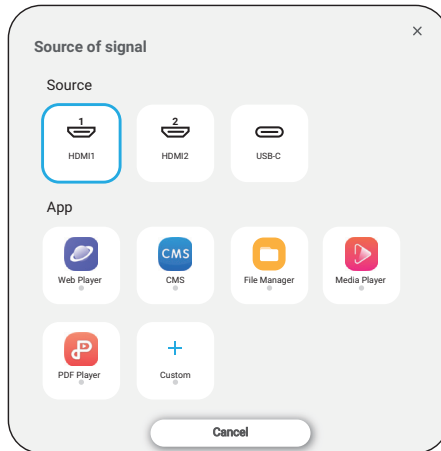 Source of signal
Source
1
2
HDMI1
HDMI2
USB-C
App
CMS
Web Player
CMS
File Manager
Media Player
PDF Player
Custom
Cancel